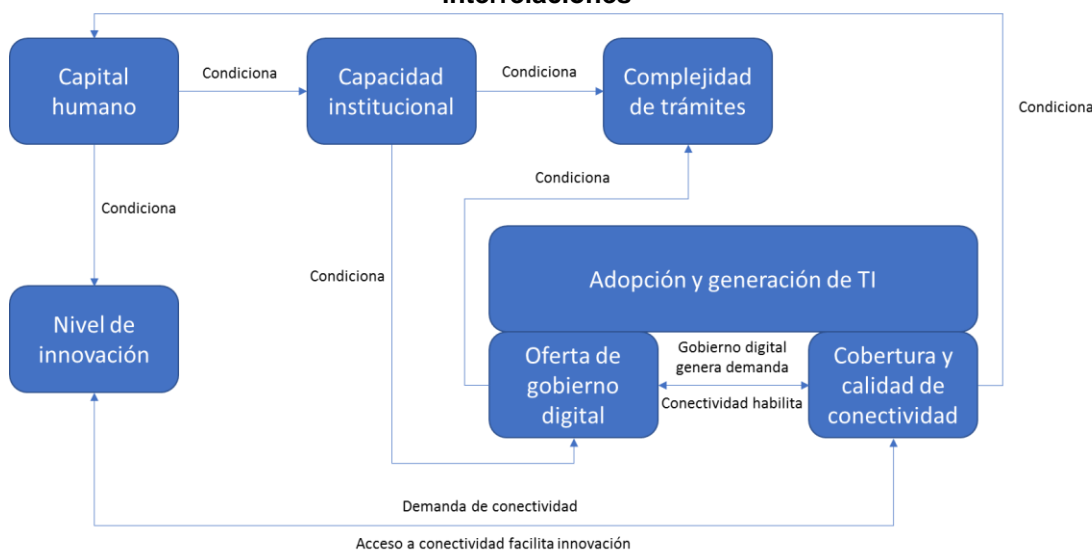 interrelaciones
Capital
humano
Condiciona
Capacidad
institucional
Condiciona
Complejidad
de trámites
Condiciona
Condiciona
Condiciona
Condiciona
Adopción y generación de TI
Nivel de
innovación
Oferta de
gobierno
digital
Gobierno digital
genera demanda
Conectividad habilita
Cobertura y
calidad de
conectividad
Demanda de conectividad
Acceso a conectividad facilita innovación